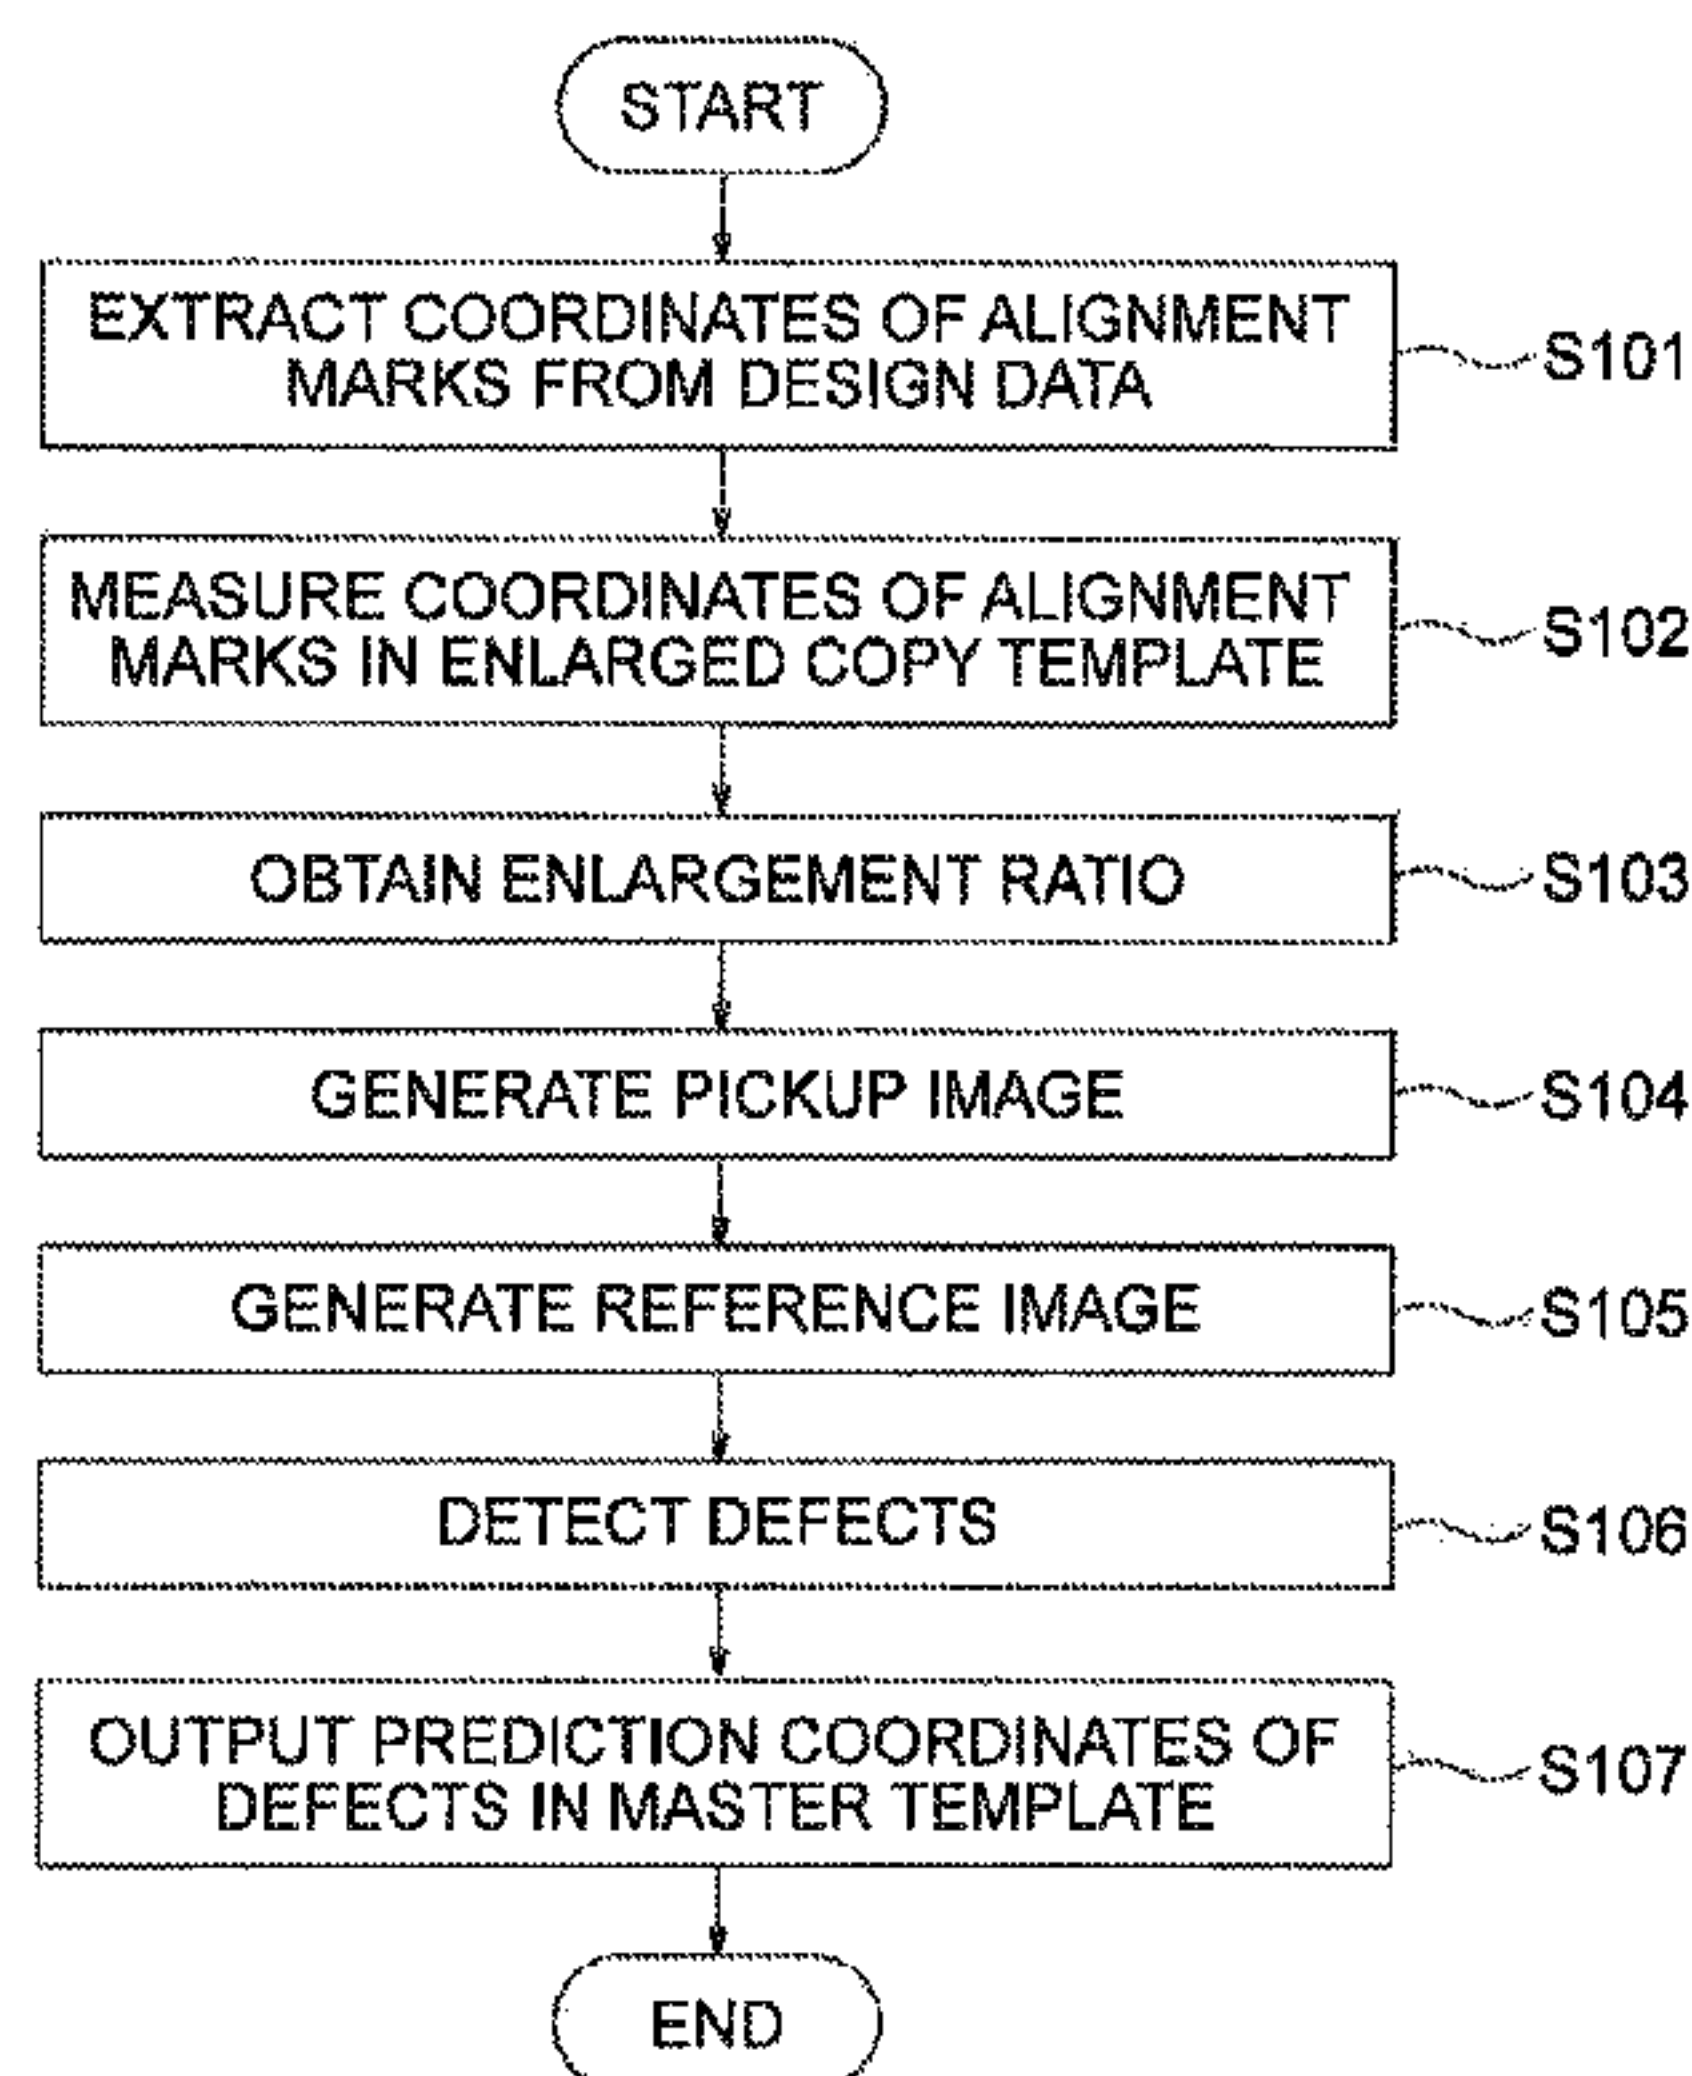 START
EXTRACT COORDINATES OF ALIGNMENT
MARKS FROM DESIGN DATA
S101
MEASURE COORDINATES OF ALIGNMENT
MARKS IN ENLARGED COPY TEMPLATE
S102
OBTAIN ENLARGEMENT RATIO
S103
GENERATE PICKUP IMAGE
S104
GENERATE REFERENCE IMAGE
S105
DETECT DEFECTS
S106
OUTPUT PREDICTION COORDINATES OF
DEFECTS IN MASTER TEMPLATE
S107
END